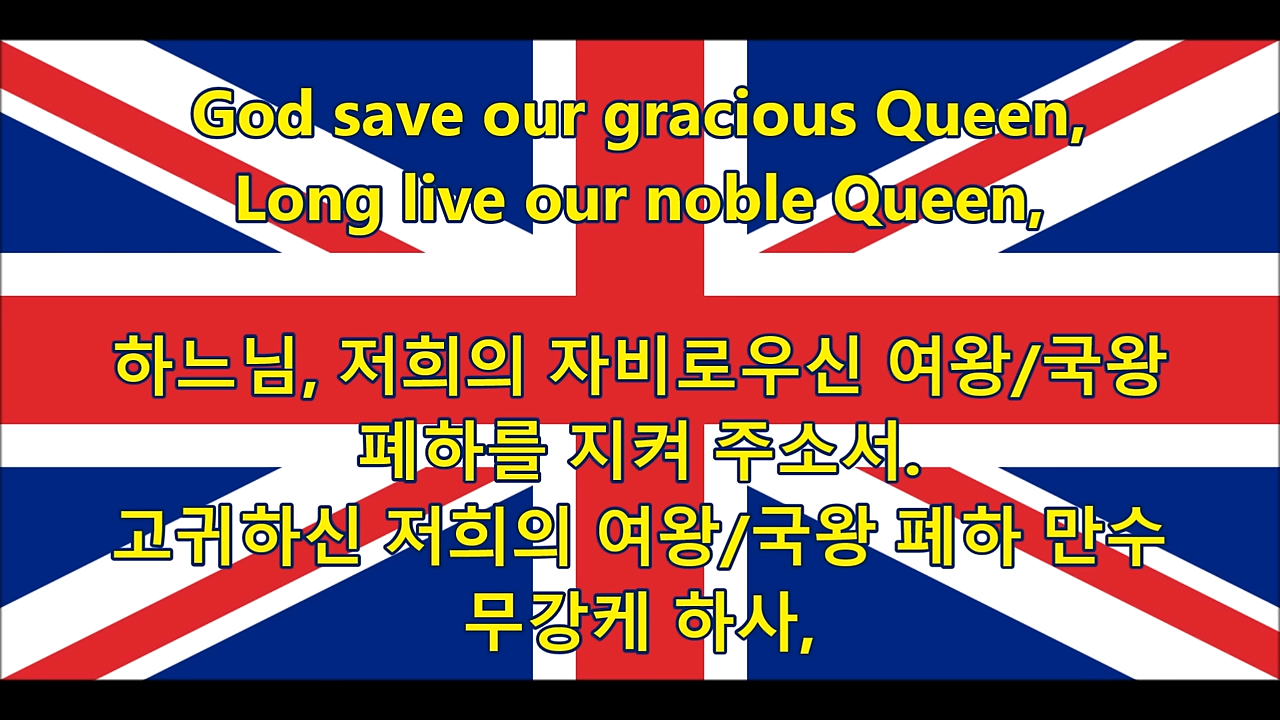 God save our gracious Queen,
Long live our noble Queen,
하느님, 저희의 자비로우신 여왕/국왕
폐하를 지켜 주소서.
고귀하신 저희의 여왕/국왕 폐하 만수
무강케 하사,